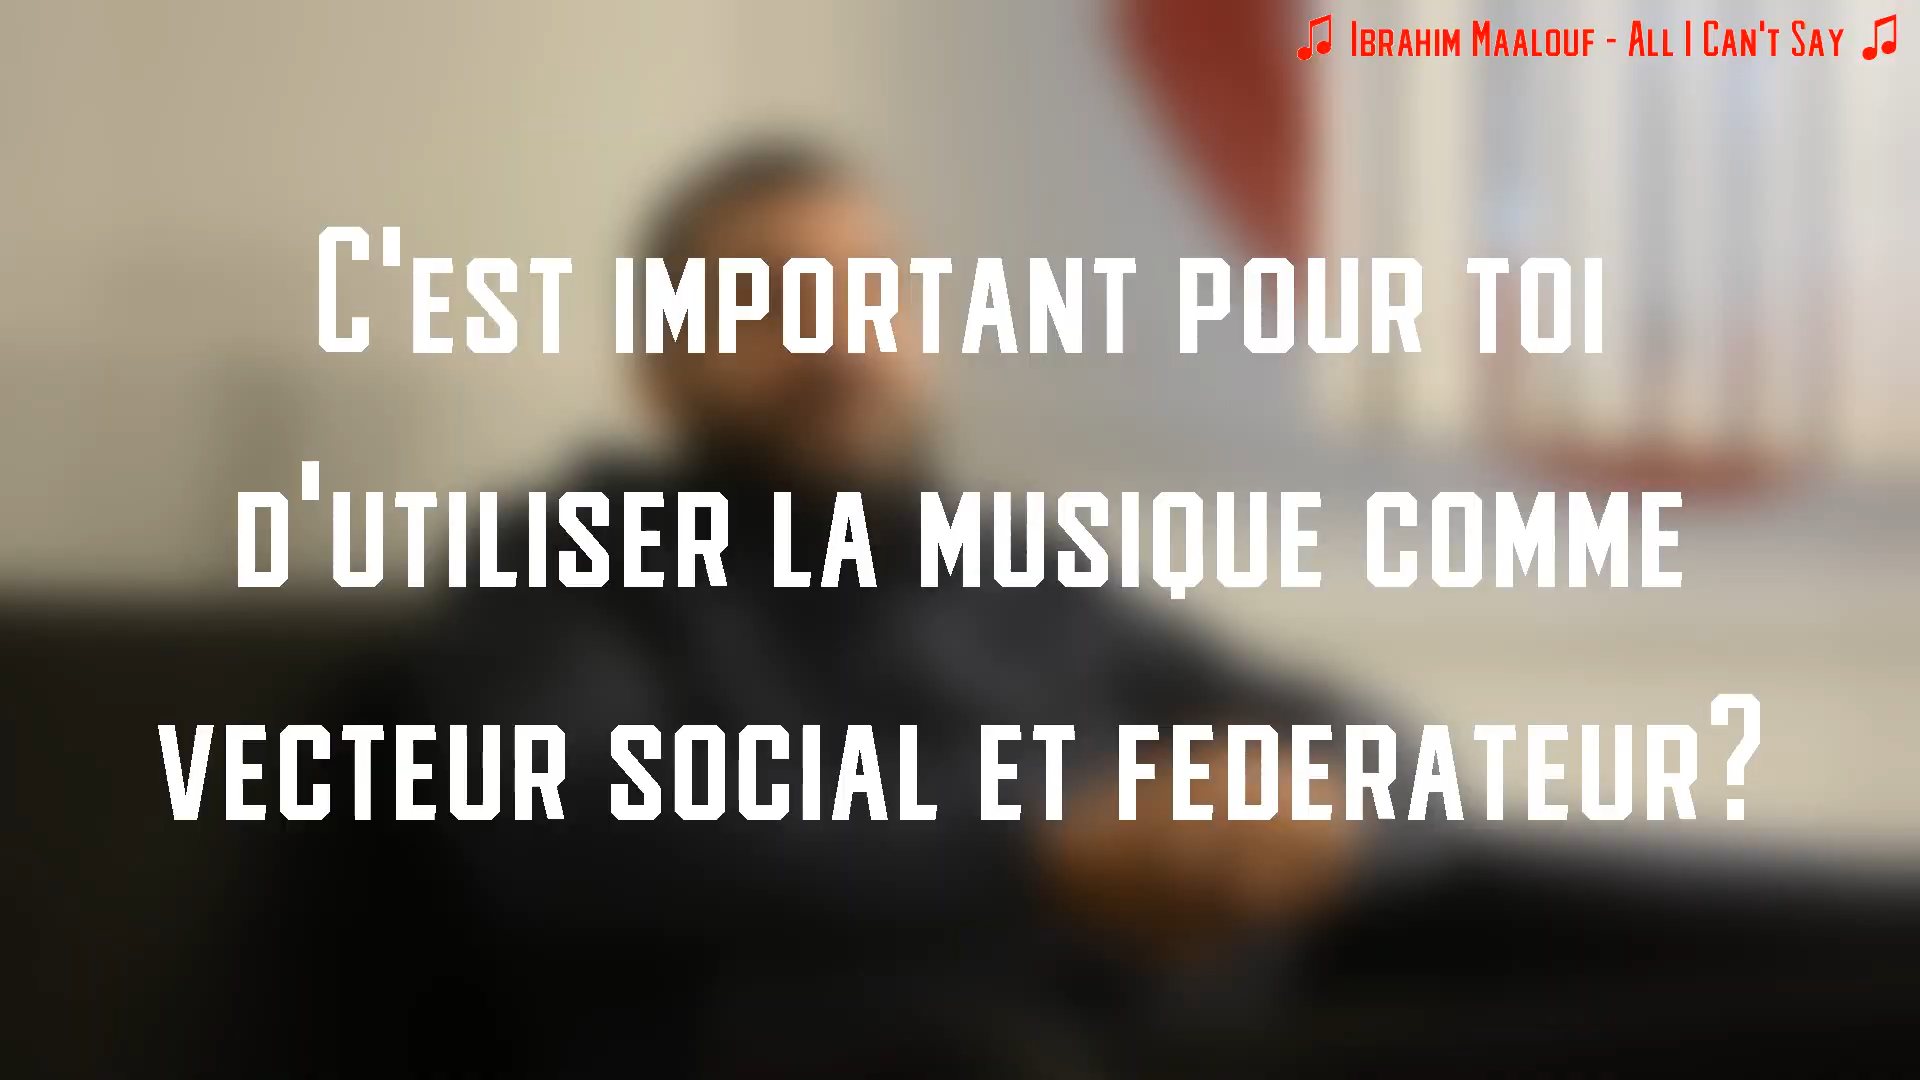 ♫ Ibrahim Maalouf - All I Can't Say ♫
C'est important pour toi
d'utiliser la musique comme
vecteur social et federateur?